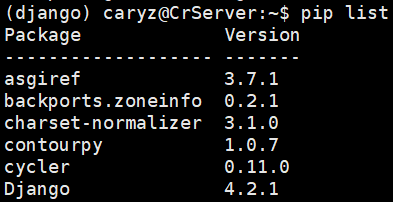 (django) caryz@CrServer:~$ pip list
Package              Version
-------------------- -------
asgiref              3.7.1
backports.zoneinfo   0.2.1
charset-normalizer   3.1.0
contourpy            1.0.7
cycler               0.11.0
Django               4.2.1